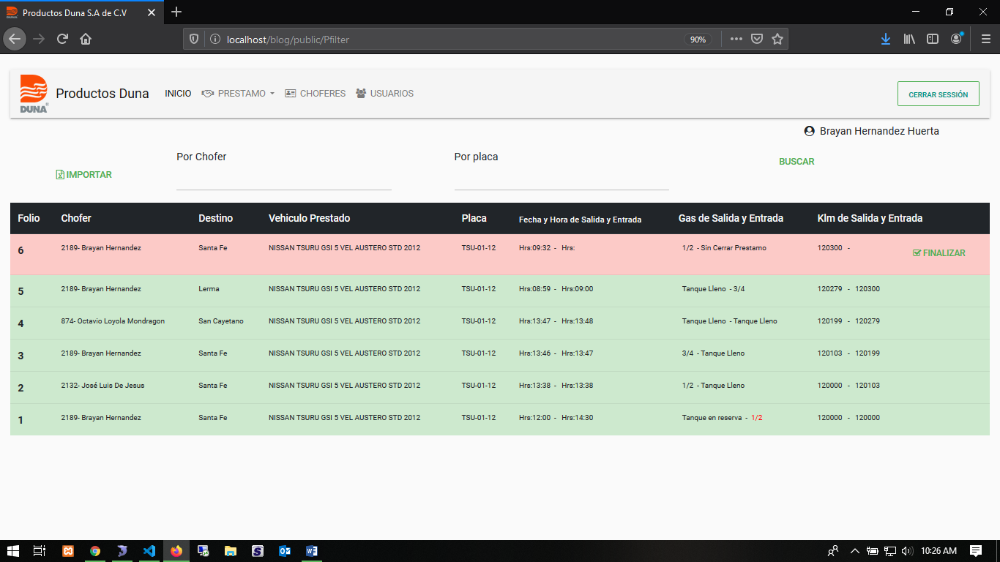 Productos Duna S.A de C.V
localhost/blog/public/Pfilter
90%
DUNA
Productos Duna INICIO PRESTAMO CHOFERES USUARIOS
CERRAR SESSIÓN
Brayan Hernandez Huerta
IMPORTAR
Por Chofer
Por placa
BUSCAR
Folio Chofer Destino Vehiculo Prestado Placa Fecha y Hora de Salida y Entrada Gas de Salida y Entrada Klm de Salida y Entrada
6 2189- Brayan Hernandez Santa Fe NISSAN TSURU GSI 5 VEL AUSTERO STD 2012 TSU-01-12 Hrs:09:32 - Hrs: 1/2 - Sin Cerrar Prestamo 120300 - FINALIZAR
5 2189- Brayan Hernandez Lerma NISSAN TSURU GSI 5 VEL AUSTERO STD 2012 TSU-01-12 Hrs:08:59 - Hrs:09:00 Tanque Lleno - 3/4 120279 - 120300
4 874- Octavio Loyola Mondragon San Cayetano NISSAN TSURU GSI 5 VEL AUSTERO STD 2012 TSU-01-12 Hrs:13:47 - Hrs:13:48 Tanque Lleno - Tanque Lleno 120199 - 120279
3 2189- Brayan Hernandez Santa Fe NISSAN TSURU GSI 5 VEL AUSTERO STD 2012 TSU-01-12 Hrs:13:46 - Hrs:13:47 3/4 - Tanque Lleno 120103 - 120199
2 2132- José Luis De Jesus Santa Fe NISSAN TSURU GSI 5 VEL AUSTERO STD 2012 TSU-01-12 Hrs:13:38 - Hrs:13:38 1/2 - Tanque Lleno 120000 - 120103
1 2189- Brayan Hernandez Santa Fe NISSAN TSURU GSI 5 VEL AUSTERO STD 2012 TSU-01-12 Hrs:12:00 - Hrs:14:30 Tanque en reserva - 1/2 120000 - 120000
10:26 AM